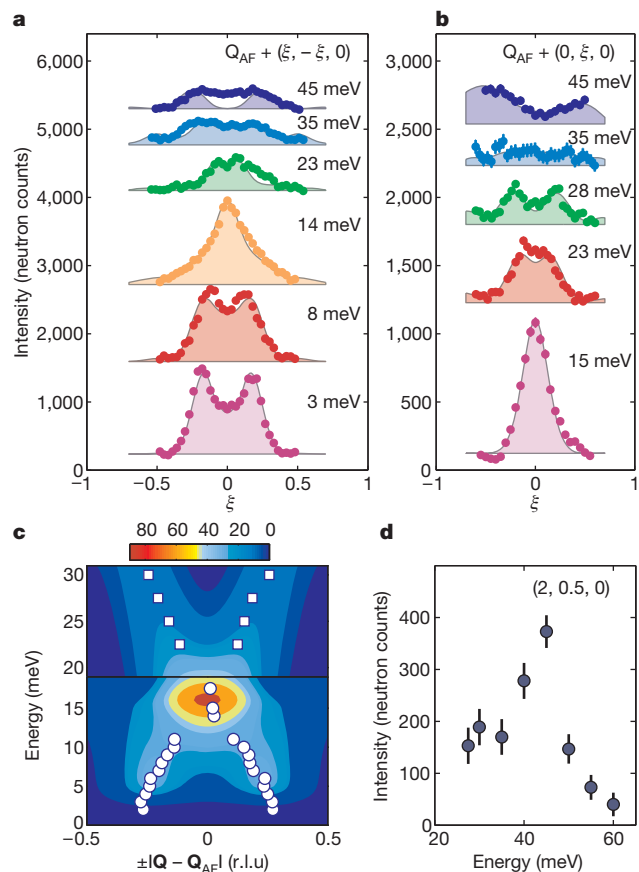 a
Q_AF + (ξ, − ξ, 0)
6,000
5,000
4,000
3,000
2,000
1,000
0
Intensity (neutron counts)
45 meV
35 meV
23 meV
14 meV
8 meV
3 meV
−1 −0.5 0 0.5 1
ξ
b
Q_AF + (0, ξ, 0)
3,000
2,500
2,000
1,500
1,000
500
0
45 meV
35 meV
28 meV
23 meV
15 meV
−1 0 1
ξ
c
80 60 40 20 0
30
25
20
15
10
5
0
Energy (meV)
−0.5 0 0.5
±|Q − Q_AF| (r.l.u)
d
(2, 0.5, 0)
400
300
200
100
0
Intensity (neutron counts)
20 40 60
Energy (meV)